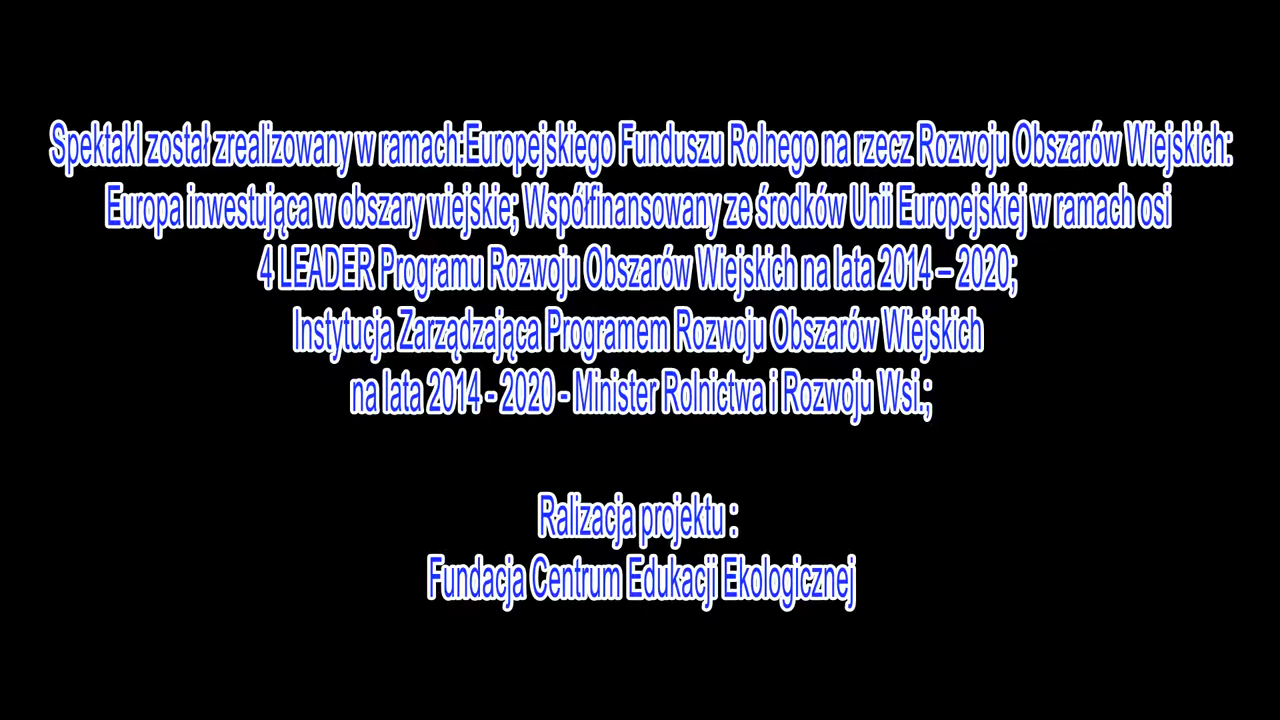 Spektakl został zrealizowany w ramach:Europejskiego Funduszu Rolnego na rzecz Rozwoju Obszarów Wiejskich:
Europa inwestująca w obszary wiejskie; Współfinansowany ze środków Unii Europejskiej w ramach osi
4 LEADER Programu Rozwoju Obszarów Wiejskich na lata 2014 – 2020;
Instytucja Zarządzająca Programem Rozwoju Obszarów Wiejskich
na lata 2014 - 2020 - Minister Rolnictwa i Rozwoju Wsi.;
Ralizacja projektu :
Fundacja Centrum Edukacji Ekologicznej